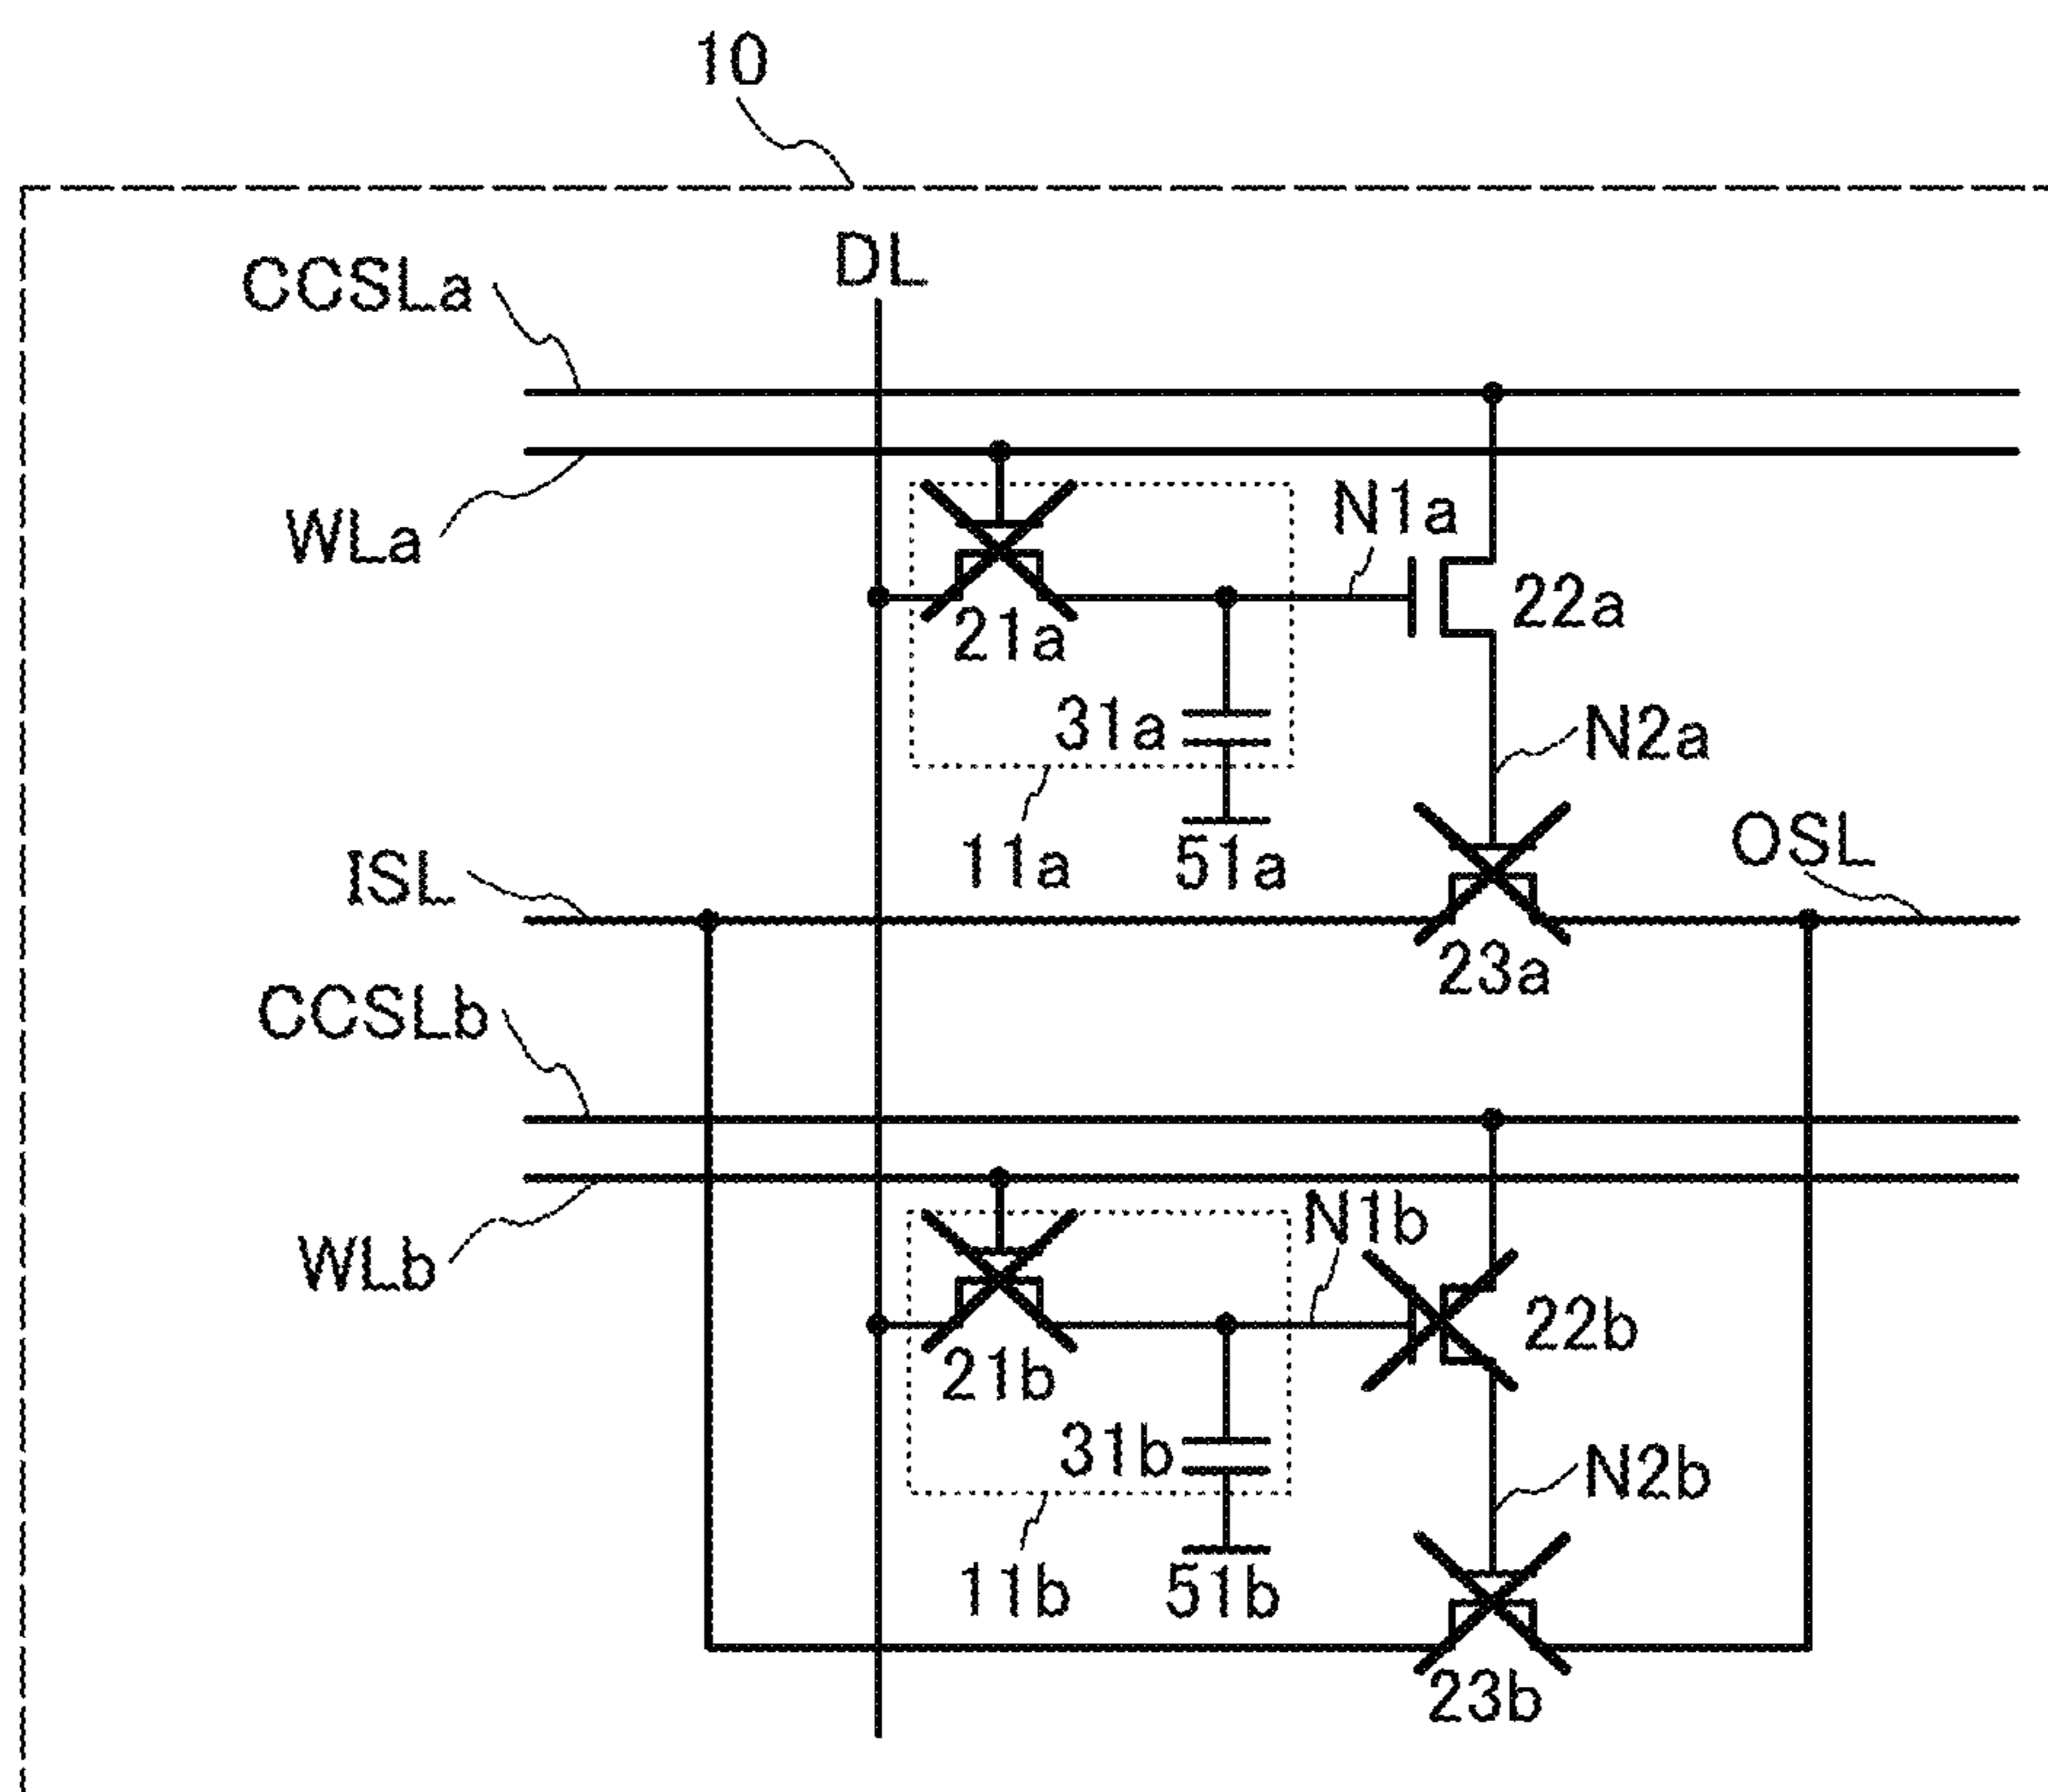 10
DL
CCSLa
WLa
N1a
22a
21a
31a
N2a
11a
51a
OSL
ISL
23a
CCSLb
N1b
WLb
22b
21b
31b
N2b
11b
51b
23b